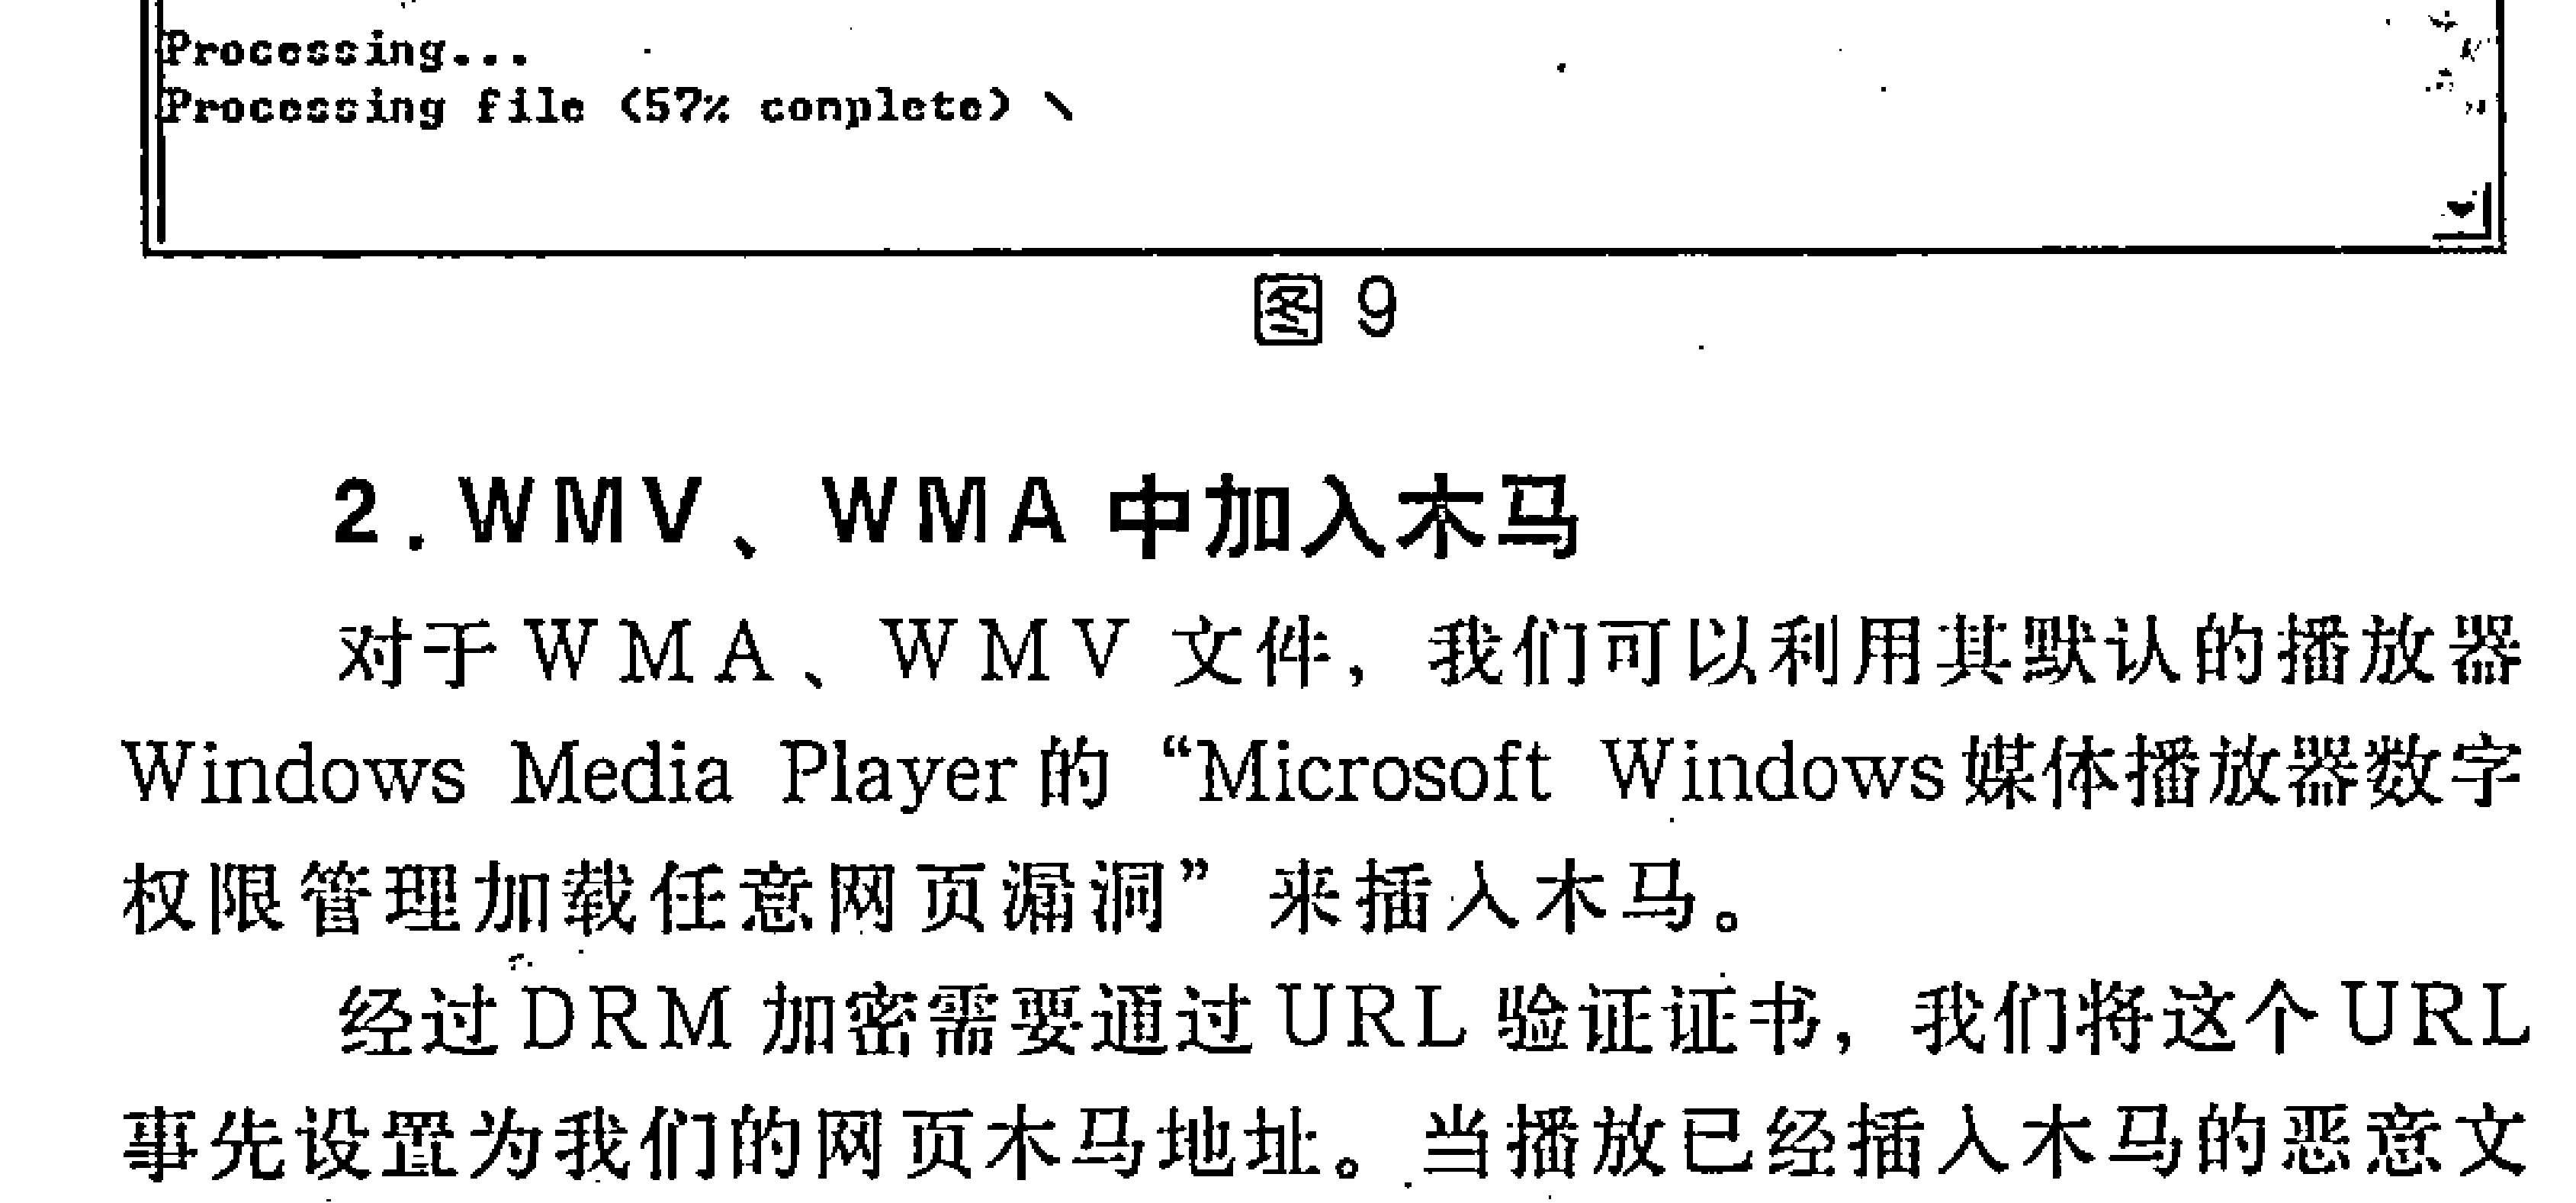 Processing...
Processing file (57% complete) \
图 9
2.WMV、WMA 中加入木马
对于 WMA、WMV 文件，我们可以利用其默认的播放器
Windows Media Player 的“Microsoft Windows 媒体播放器数字
权限管理加载任意网页漏洞”来插入木马。
经过 DRM 加密需要通过 URL 验证证书，我们将这个 URL
事先设置为我们的网页木马地址。当播放已经插入木马的恶意文